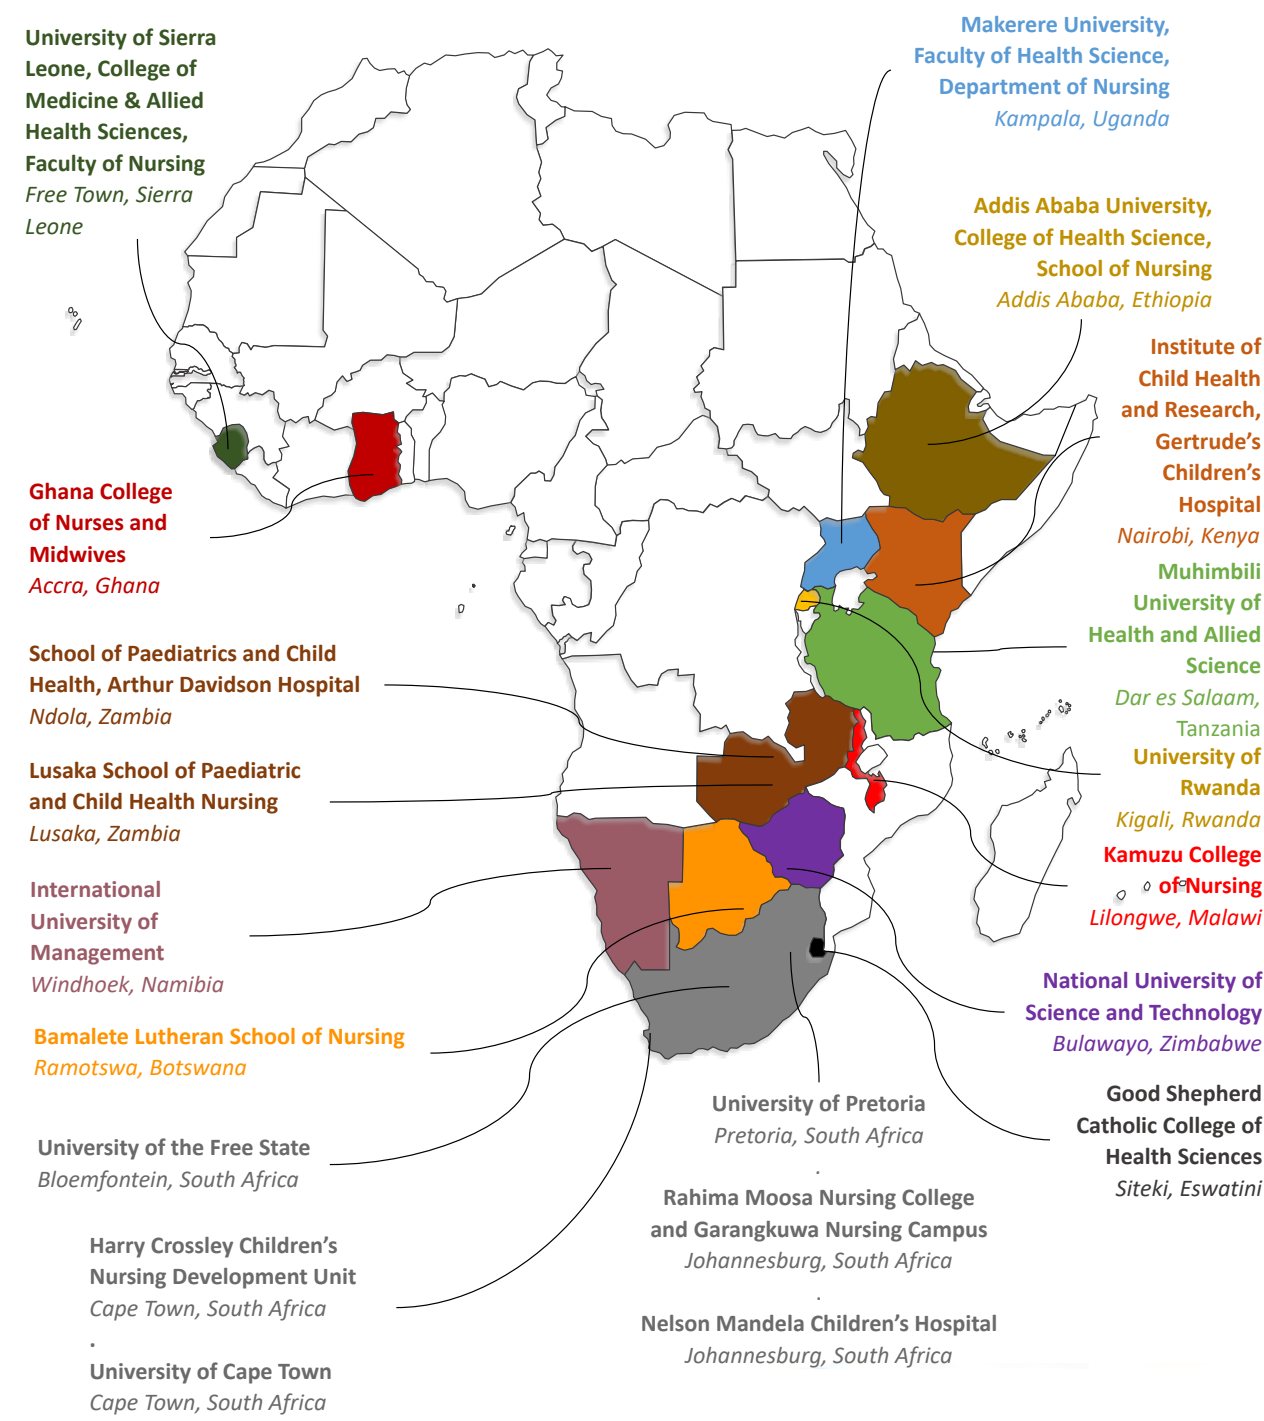 University of Sierra
Leone, College of
Medicine & Allied
Health Sciences,
Faculty of Nursing
Free Town, Sierra
Leone
Ghana College
of Nurses and
Midwives
Accra, Ghana
School of Paediatrics and Child
Health, Arthur Davidson Hospital
Ndola, Zambia
Lusaka School of Paediatric
and Child Health Nursing
Lusaka, Zambia
International
University of
Management
Windhoek, Namibia
Bamalete Lutheran School of Nursing
Ramotswa, Botswana
University of the Free State
Bloemfontein, South Africa
Harry Crossley Children’s
Nursing Development Unit
Cape Town, South Africa
.
University of Cape Town
Cape Town, South Africa
University of Pretoria
Pretoria, South Africa
.
Rahima Moosa Nursing College
and Garangkuwa Nursing Campus
Johannesburg, South Africa
.
Nelson Mandela Children’s Hospital
Johannesburg, South Africa
Makerere University,
Faculty of Health Science,
Department of Nursing
Kampala, Uganda
Addis Ababa University,
College of Health Science,
School of Nursing
Addis Ababa, Ethiopia
Institute of
Child Health
and Research,
Gertrude’s
Children’s
Hospital
Nairobi, Kenya
Muhimbili
University of
Health and Allied
Science
Dar es Salaam,
Tanzania
University of
Rwanda
Kigali, Rwanda
Kamuzu College
of Nursing
Lilongwe, Malawi
National University of
Science and Technology
Bulawayo, Zimbabwe
Good Shepherd
Catholic College of
Health Sciences
Siteki, Eswatini